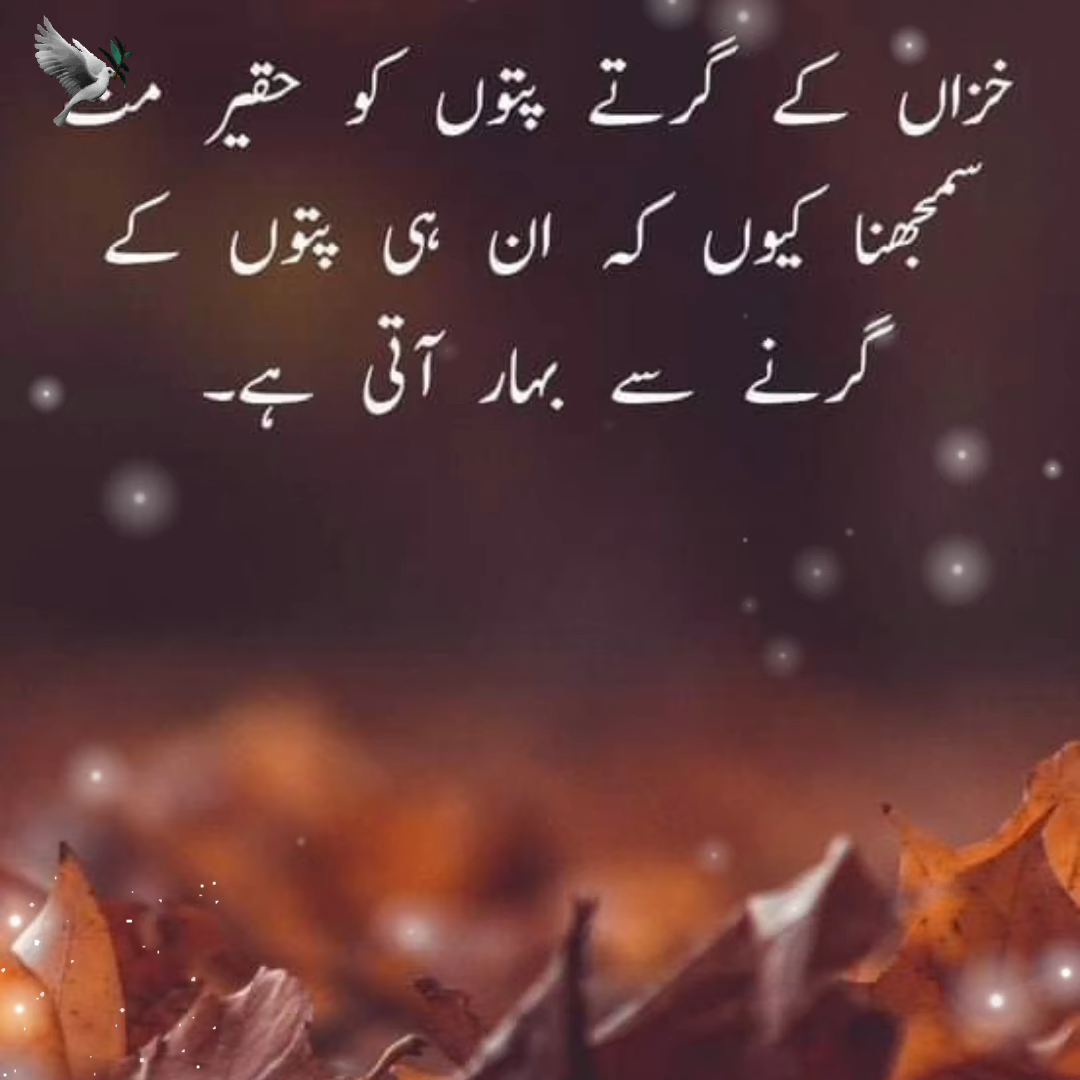 خزاں کے گرتے پتوں کو حقیر مت
سمجھنا کیوں کہ ان ہی پتوں کے
گرنے سے بہار آتی ہے۔